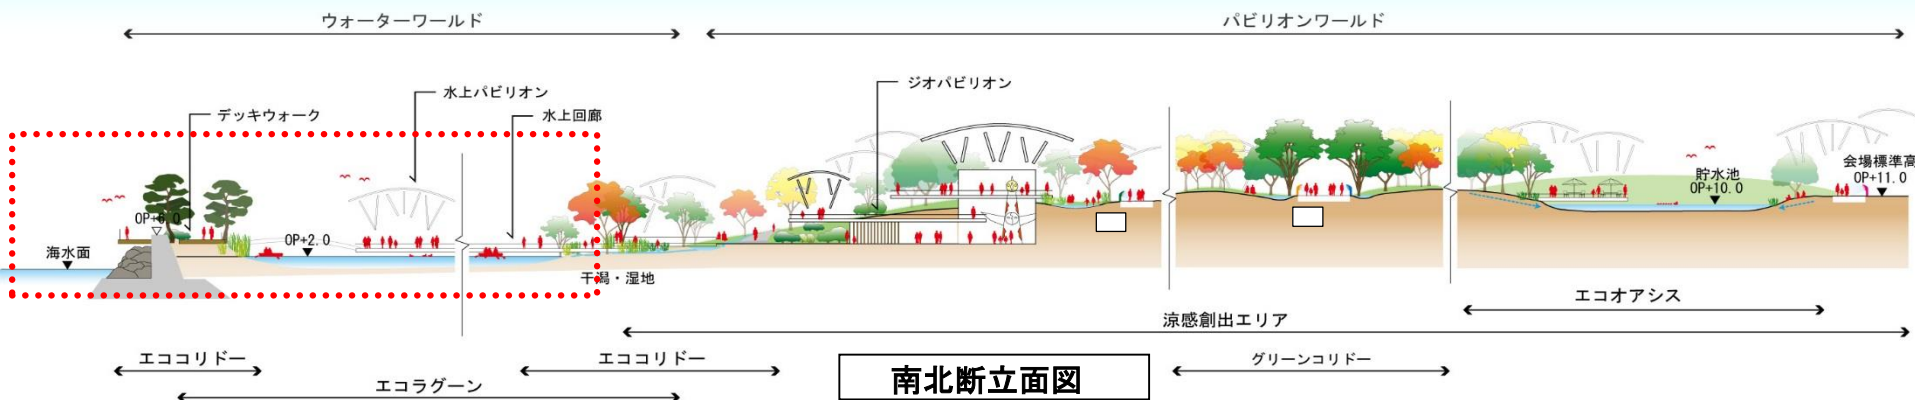 ウォーターワールド
パビリオンワールド
水上パビリオン
ジオパビリオン
デッキウォーク
水上回廊
会場標準高
OP+11.0
貯水池
OP+10.0
OP+6.0
OP+2.0
海水面
干潟・湿地
エコオアシス
涼感創出エリア
エココリドー
エココリドー
グリーンコリドー
エコラグーン
南北断立面図